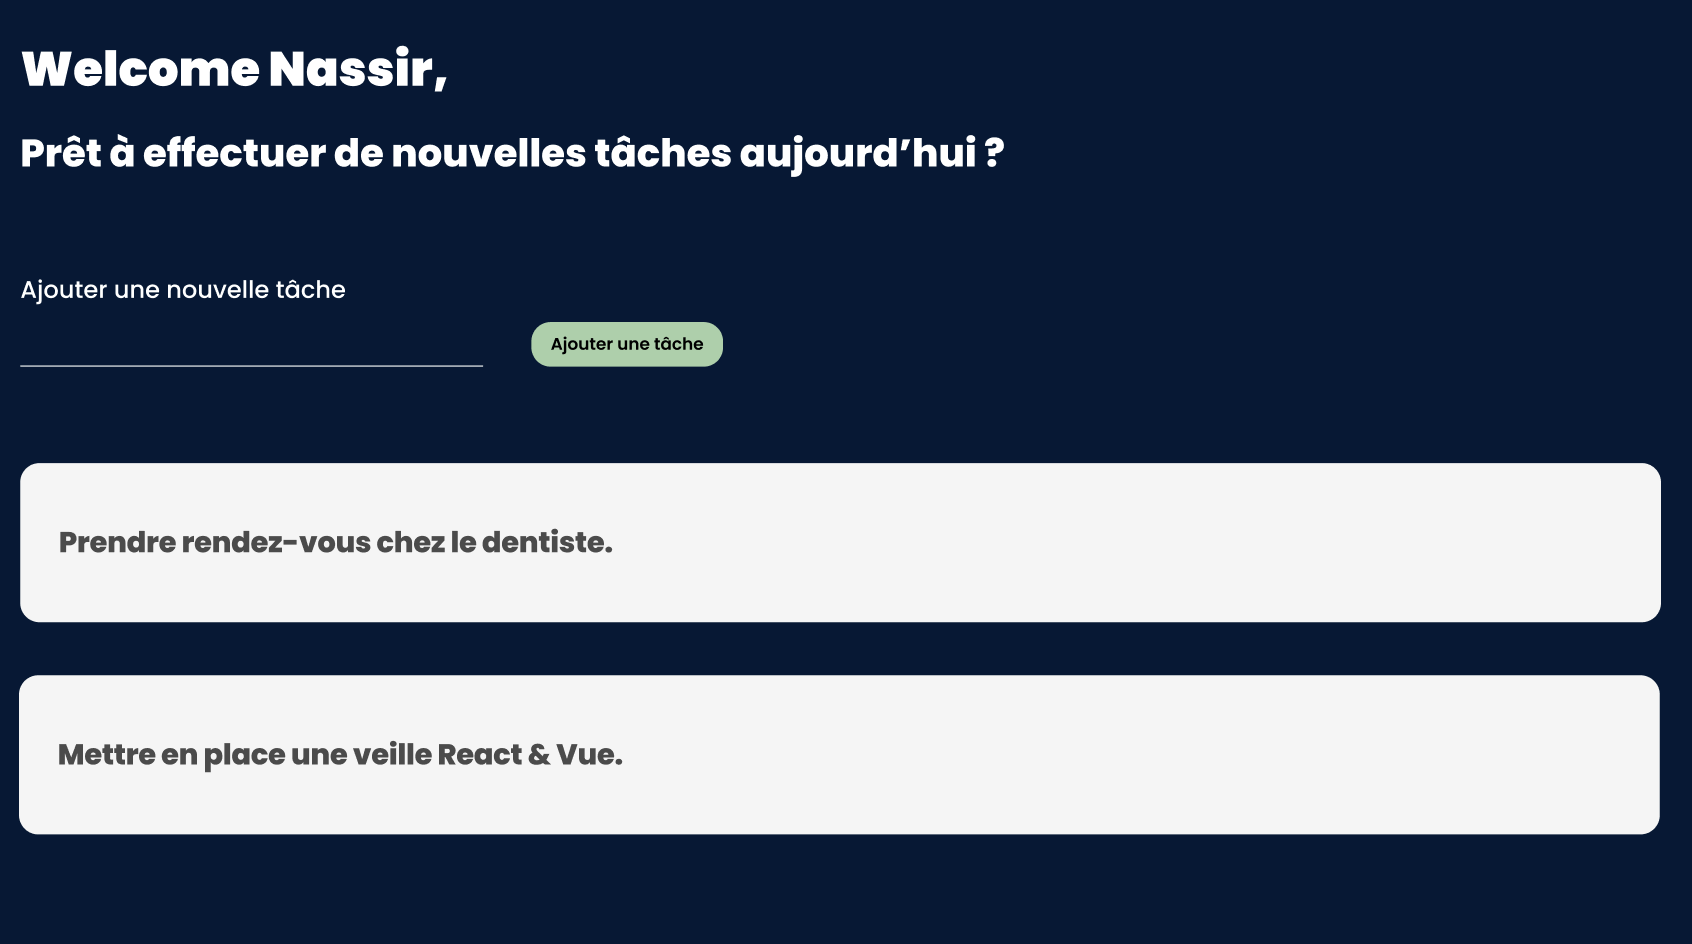 Welcome Nassir,
Prêt à effectuer de nouvelles tâches aujourd’hui ?
Ajouter une nouvelle tâche
Ajouter une tâche
Prendre rendez-vous chez le dentiste.
Mettre en place une veille React & Vue.